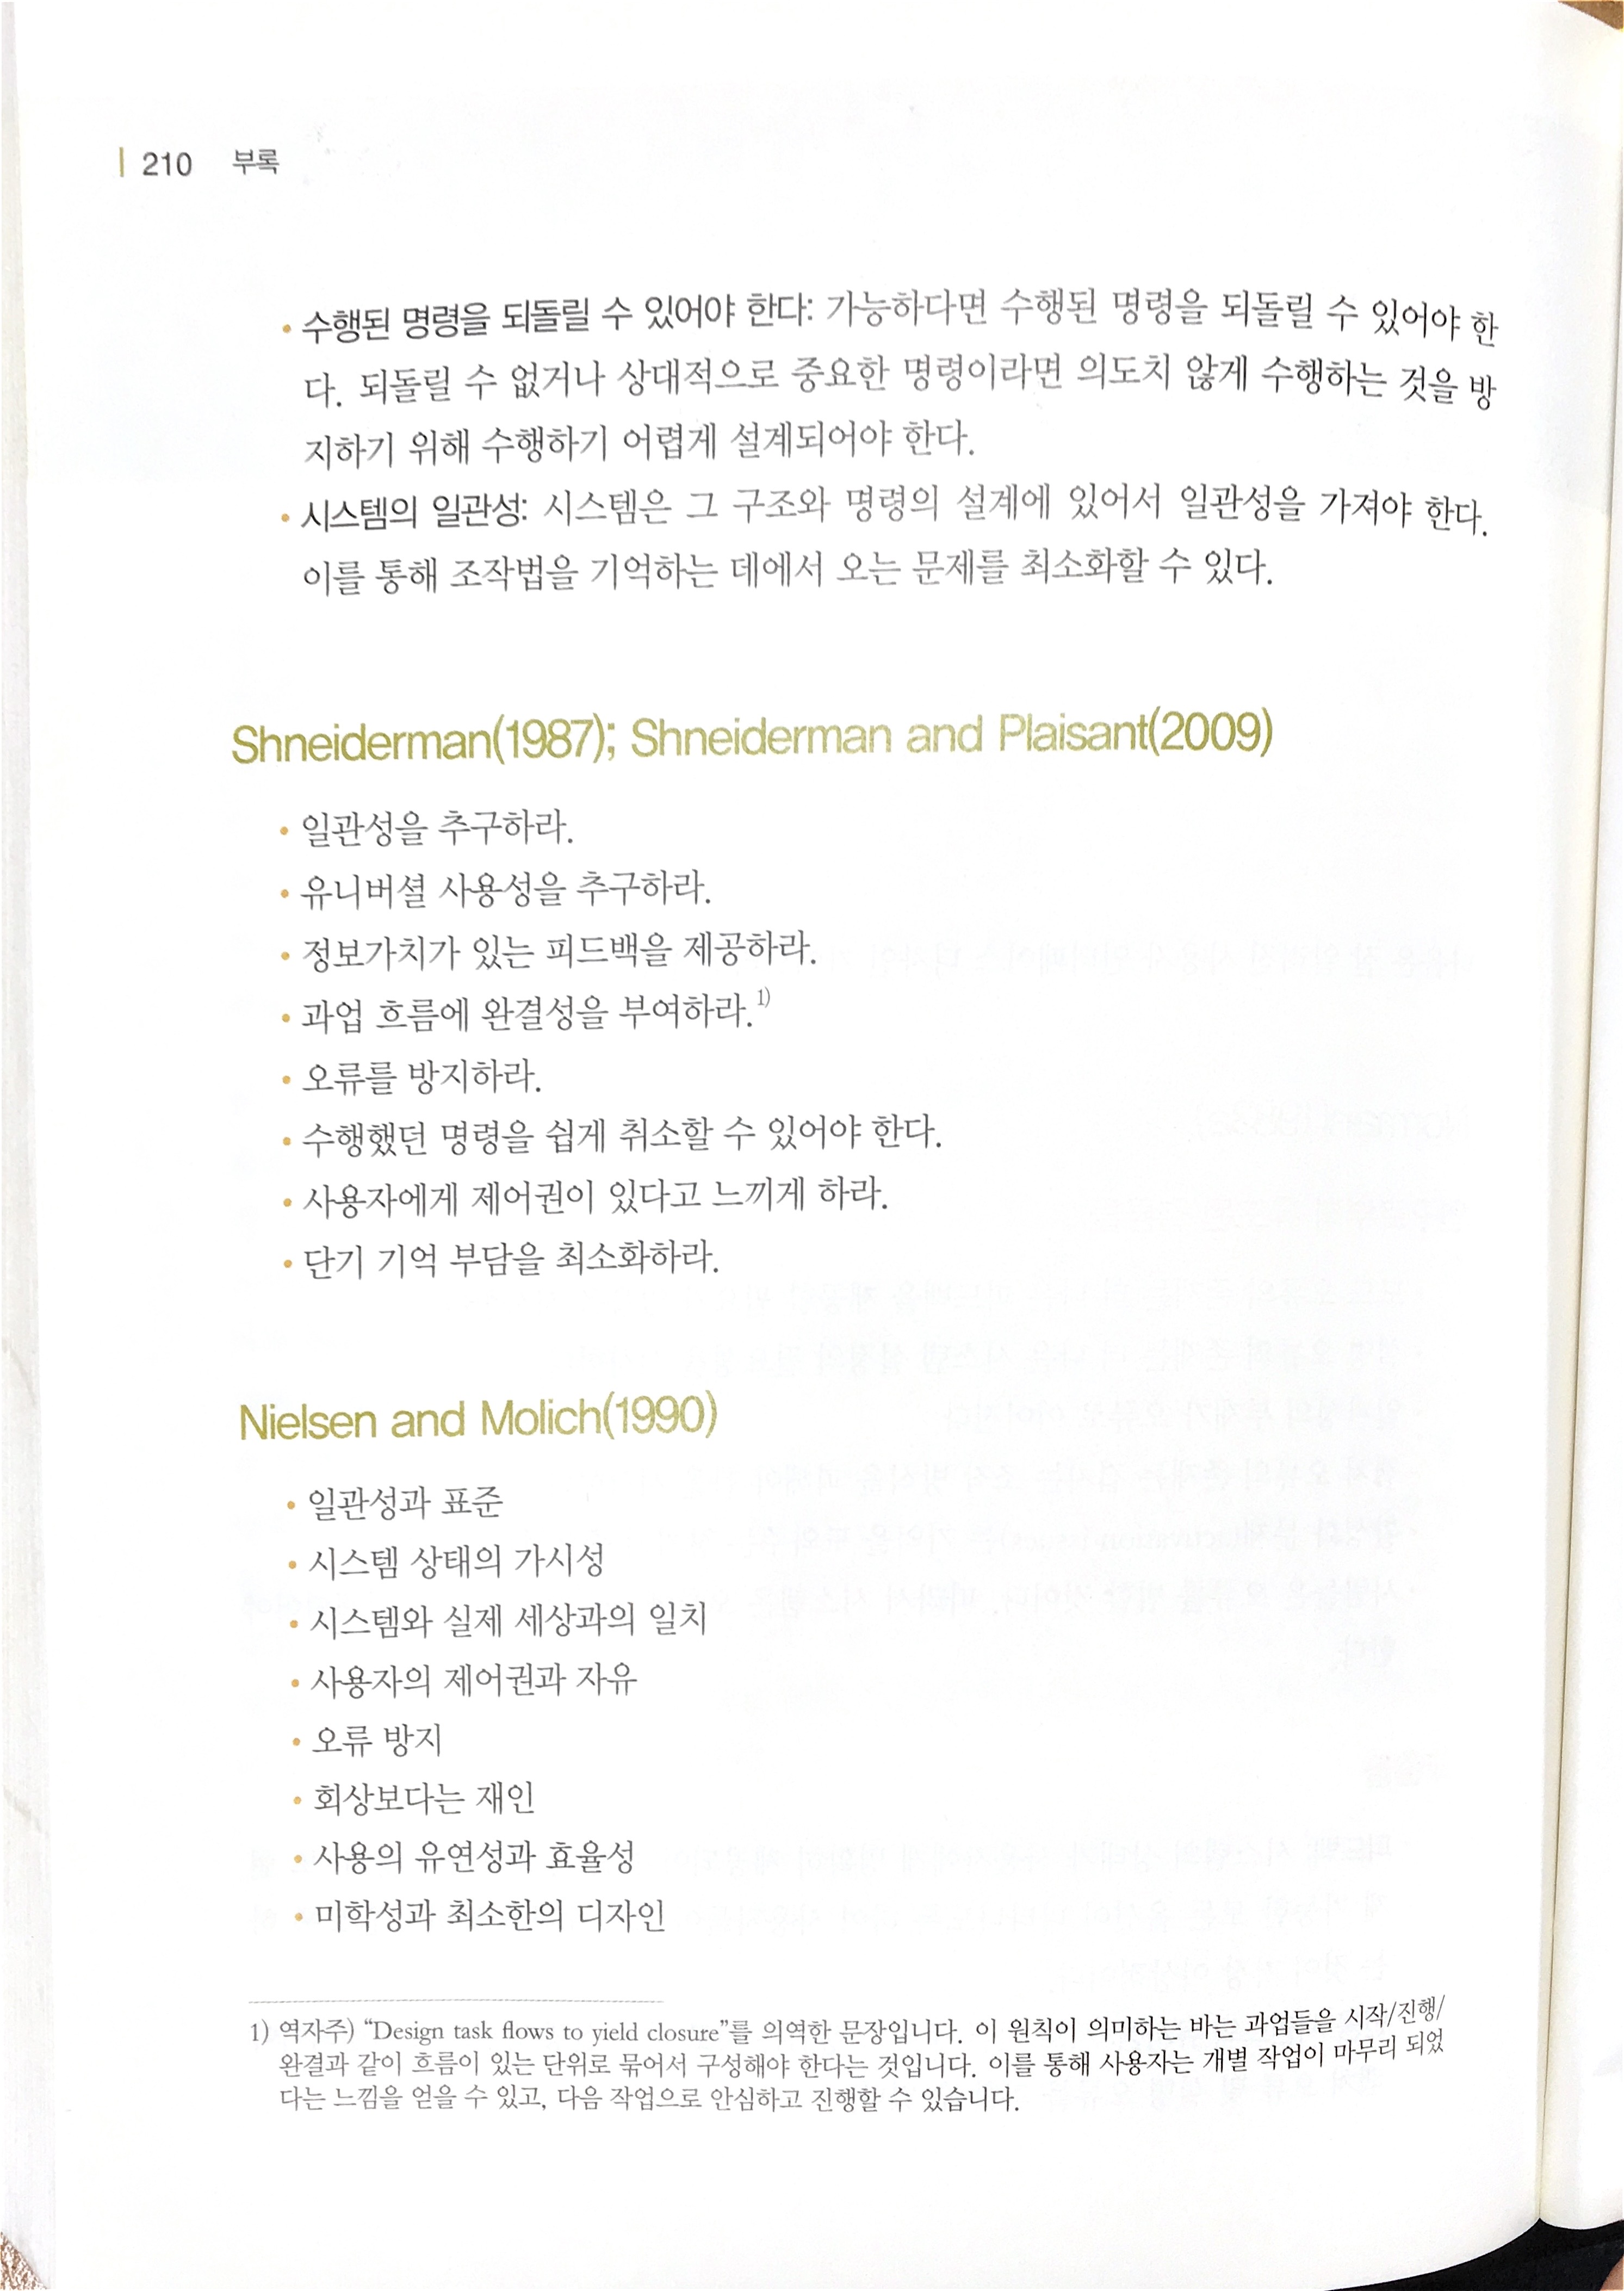 210 부록
• 수행된 명령을 되돌릴 수 있어야 한다: 가능하다면 수행된 명령을 되돌릴 수 있어야 한
다. 되돌릴 수 없거나 상대적으로 중요한 명령이라면 의도치 않게 수행하는 것을 방
지하기 위해 수행하기 어렵게 설계되어야 한다.
• 시스템의 일관성: 시스템은 그 구조와 명령의 설계에 있어서 일관성을 가져야 한다.
이를 통해 조작법을 기억하는 데에서 오는 문제를 최소화할 수 있다.
Shneiderman(1987); Shneiderman and Plaisant(2009)
• 일관성을 추구하라.
• 유니버셜 사용성을 추구하라.
• 정보가치가 있는 피드백을 제공하라.
• 과업 흐름에 완결성을 부여하라.1)
• 오류를 방지하라.
• 수행했던 명령을 쉽게 취소할 수 있어야 한다.
• 사용자에게 제어권이 있다고 느끼게 하라.
• 단기 기억 부담을 최소화하라.
Nielsen and Molich(1990)
• 일관성과 표준
• 시스템 상태의 가시성
• 시스템와 실제 세상과의 일치
• 사용자의 제어권과 자유
• 오류 방지
• 회상보다는 재인
• 사용의 유연성과 효율성
• 미학성과 최소한의 디자인
1) 역자주) “Design task flows to yield closure”를 의역한 문장입니다. 이 원칙이 의미하는 바는 과업들을 시작/진행/
완결과 같이 흐름이 있는 단위로 묶어서 구성해야 한다는 것입니다. 이를 통해 사용자는 개별 작업이 마무리 되었
다는 느낌을 얻을 수 있고, 다음 작업으로 안심하고 진행할 수 있습니다.